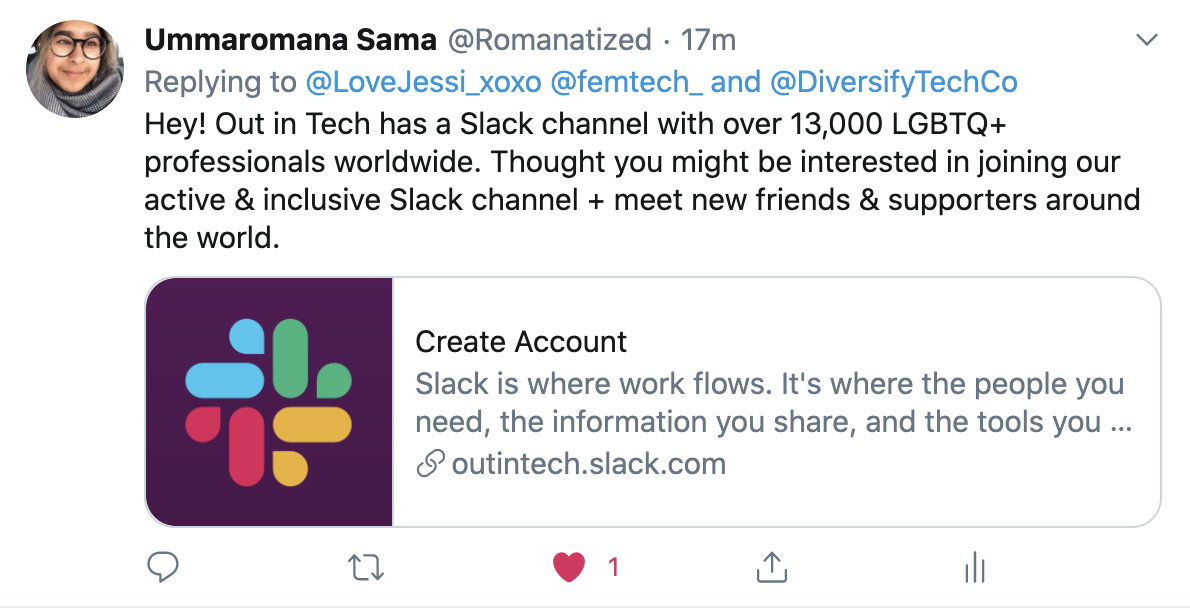 Ummaromana Sama @Romanatized · 17m
Replying to @LoveJessi_xoxo @femtech_ and @DiversifyTechCo
Hey! Out in Tech has a Slack channel with over 13,000 LGBTQ+
professionals worldwide. Thought you might be interested in joining our
active & inclusive Slack channel + meet new friends & supporters around
the world.
Create Account
Slack is where work flows. It's where the people you
need, the information you share, and the tools you ...
outintech.slack.com
1